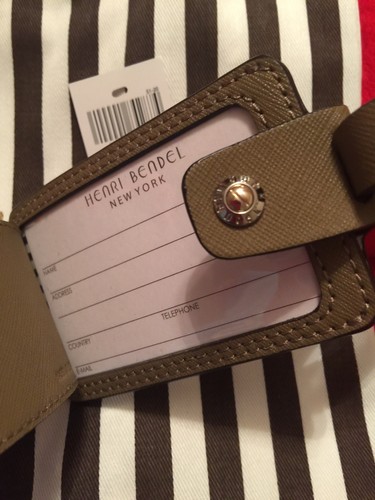 HENRI BENDEL
NEW YORK
NAME
ADDRESS
TELEPHONE
COUNTRY
E-MAIL